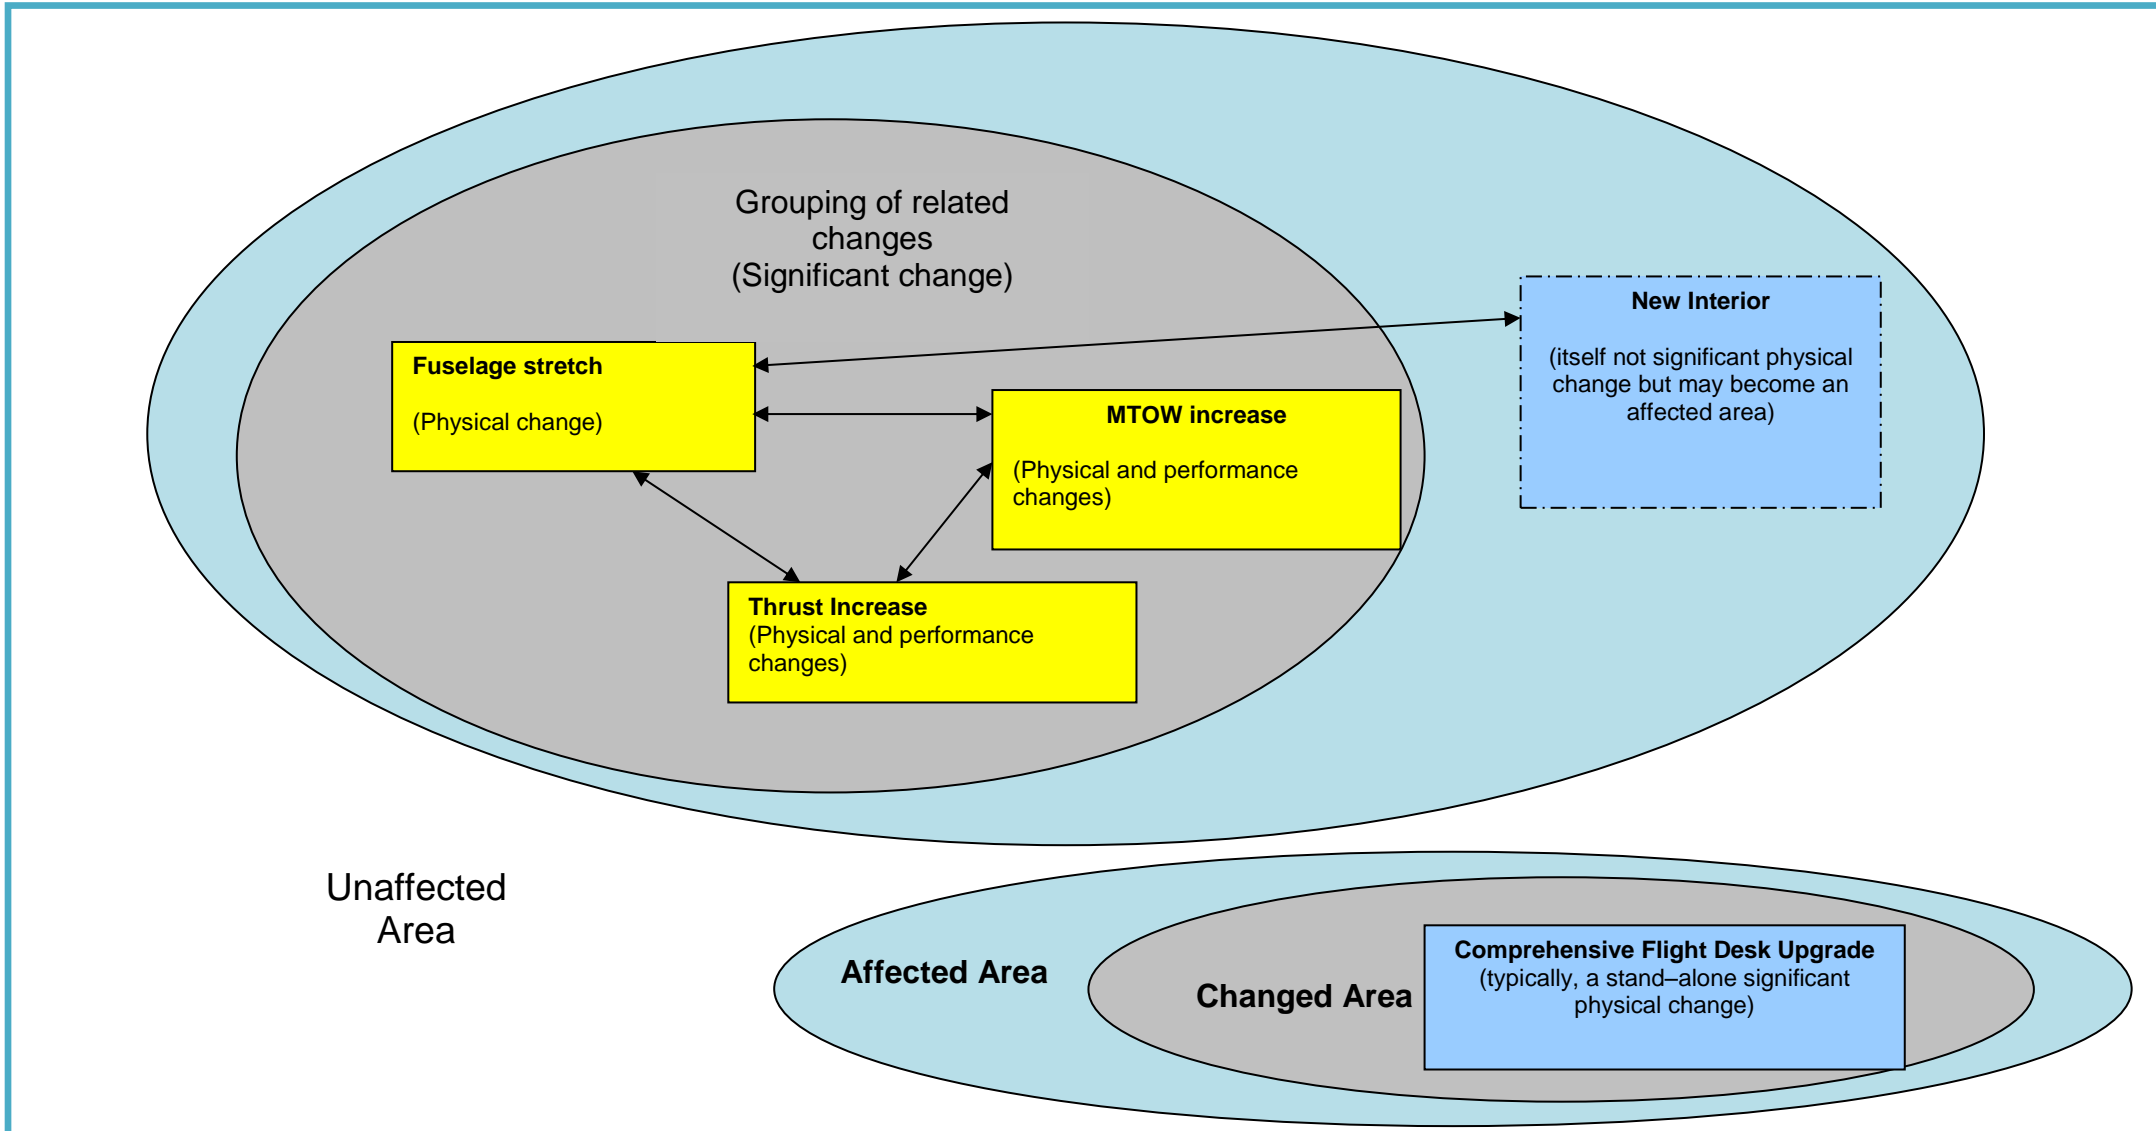 Grouping of related
changes
(Significant change)
New Interior
(itself not significant physical
change but may become an
affected area)
Fuselage stretch
(Physical change)
MTOW increase
(Physical and performance
changes)
Thrust Increase
(Physical and performance
changes)
Unaffected
Area
Affected Area
Changed Area
Comprehensive Flight Desk Upgrade
(typically, a stand–alone significant
physical change)